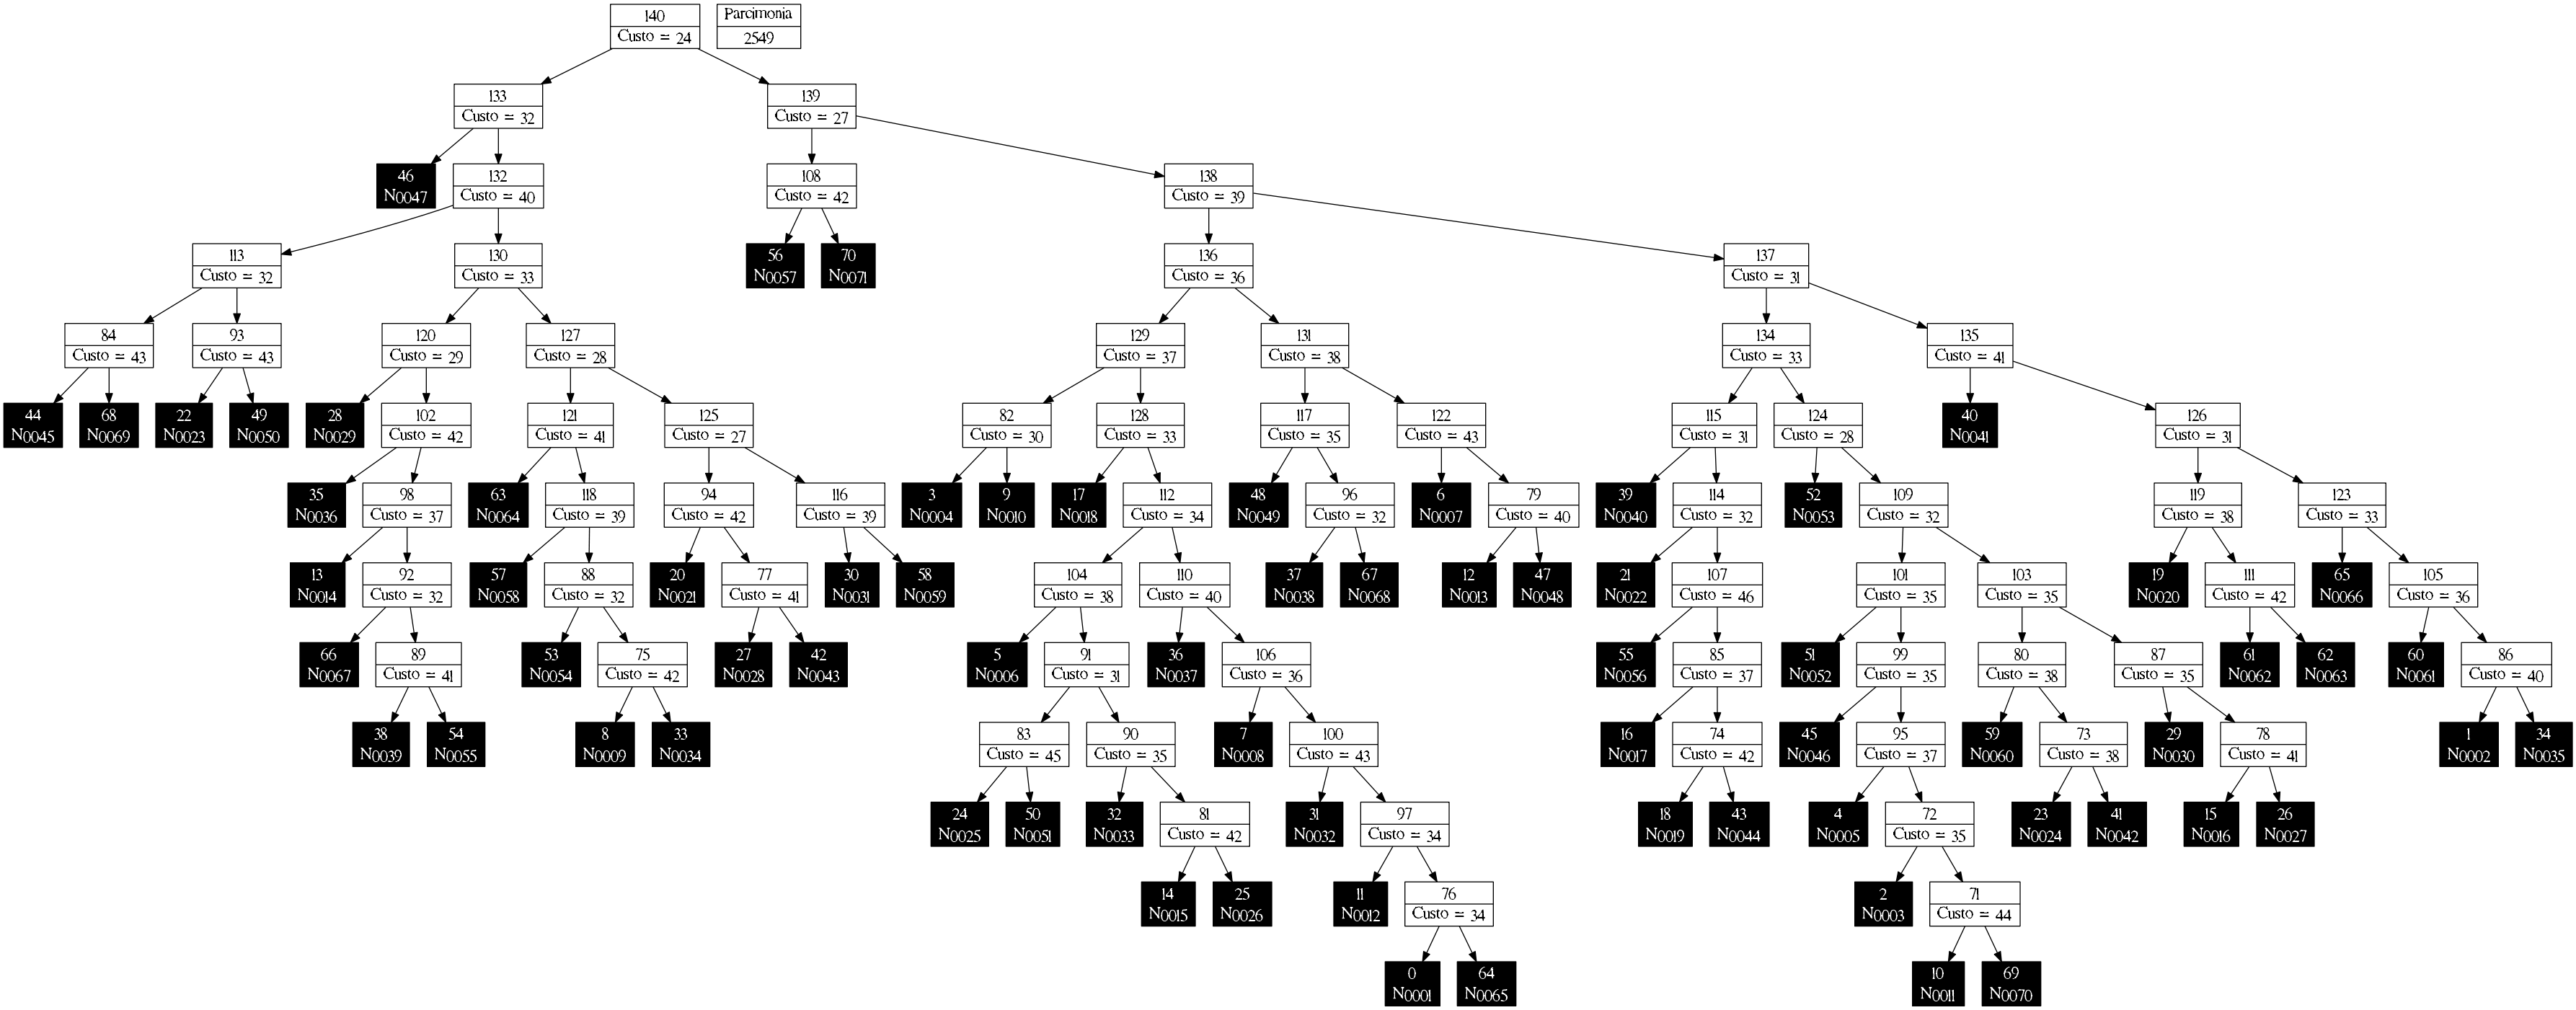 140
Custo = 24
Parcimonia
2549
133
Custo = 32
139
Custo = 27
46
N0047
132
Custo = 40
108
Custo = 42
138
Custo = 39
113
Custo = 32
130
Custo = 33
56
N0057
70
N0071
136
Custo = 36
137
Custo = 31
84
Custo = 43
93
Custo = 43
120
Custo = 29
127
Custo = 28
129
Custo = 37
131
Custo = 38
134
Custo = 33
135
Custo = 41
44
N0045
68
N0069
22
N0023
49
N0050
28
N0029
102
Custo = 42
121
Custo = 41
125
Custo = 27
82
Custo = 30
128
Custo = 33
117
Custo = 35
122
Custo = 43
115
Custo = 31
124
Custo = 28
40
N0041
126
Custo = 31
35
N0036
98
Custo = 37
63
N0064
118
Custo = 39
94
Custo = 42
116
Custo = 39
3
N0004
9
N0010
17
N0018
112
Custo = 34
48
N0049
96
Custo = 32
6
N0007
79
Custo = 40
39
N0040
114
Custo = 32
52
N0053
109
Custo = 32
119
Custo = 38
123
Custo = 33
13
N0014
92
Custo = 32
57
N0058
88
Custo = 32
20
N0021
77
Custo = 41
30
N0031
58
N0059
104
Custo = 38
110
Custo = 40
37
N0038
67
N0068
12
N0013
47
N0048
21
N0022
107
Custo = 46
101
Custo = 35
103
Custo = 35
19
N0020
111
Custo = 42
65
N0066
105
Custo = 36
66
N0067
89
Custo = 41
53
N0054
75
Custo = 42
27
N0028
42
N0043
5
N0006
91
Custo = 31
36
N0037
106
Custo = 36
55
N0056
85
Custo = 37
51
N0052
99
Custo = 35
80
Custo = 38
87
Custo = 35
61
N0062
62
N0063
60
N0061
86
Custo = 40
38
N0039
54
N0055
8
N0009
33
N0034
83
Custo = 45
90
Custo = 35
7
N0008
100
Custo = 43
16
N0017
74
Custo = 42
45
N0046
95
Custo = 37
59
N0060
73
Custo = 38
29
N0030
78
Custo = 41
1
N0002
34
N0035
24
N0025
50
N0051
32
N0033
81
Custo = 42
31
N0032
97
Custo = 34
18
N0019
43
N0044
4
N0005
72
Custo = 35
23
N0024
41
N0042
15
N0016
26
N0027
14
N0015
25
N0026
11
N0012
76
Custo = 34
2
N0003
71
Custo = 44
0
N0001
64
N0065
10
N0011
69
N0070